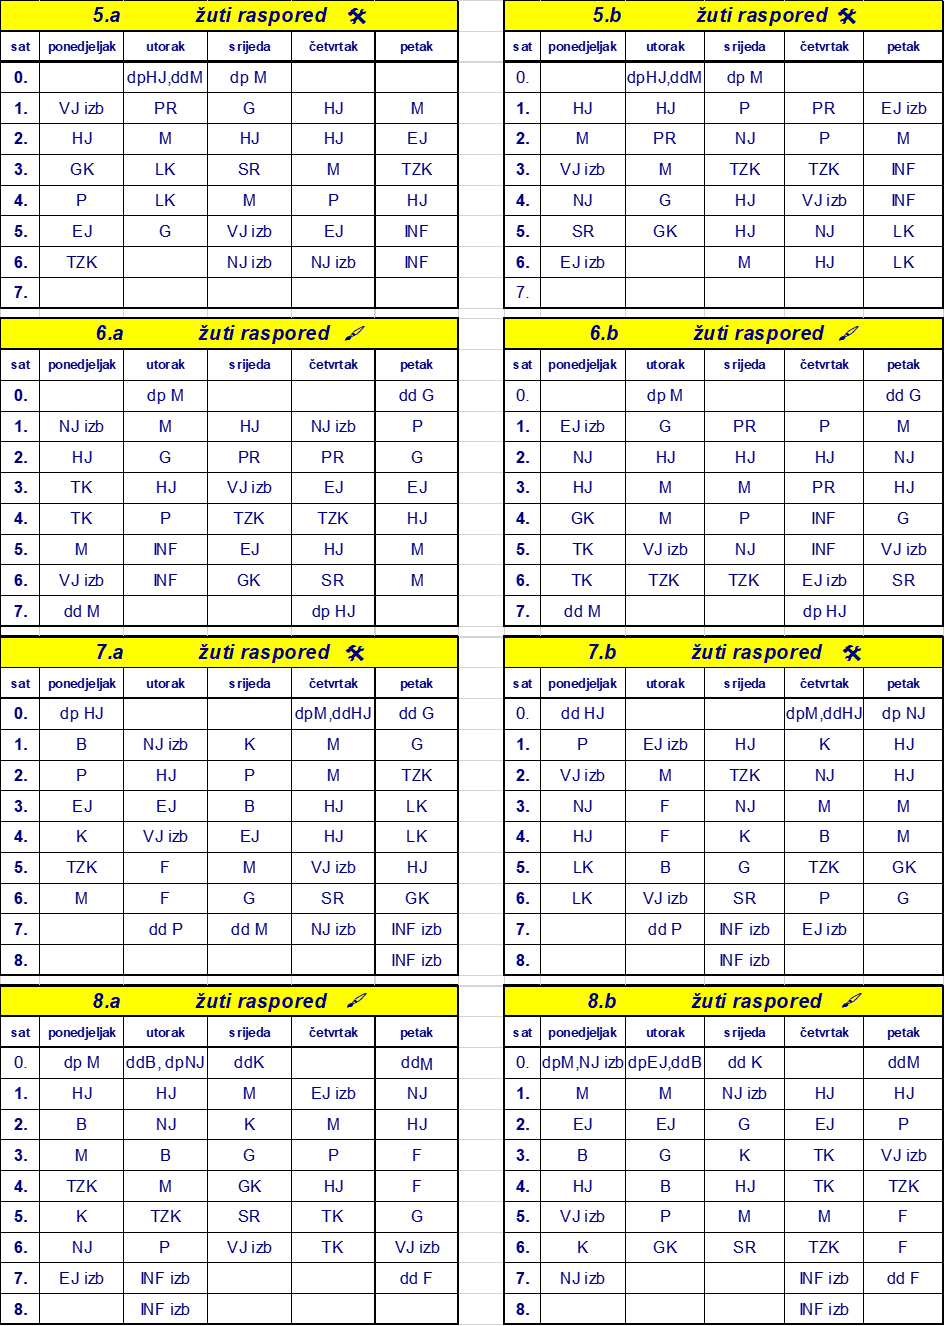 5.a žuti raspored 🛠 5.b žuti raspored 🛠
sat ponedjeljak utorak srijeda četvrtak petak sat ponedjeljak utorak srijeda četvrtak petak
0. dpHJ,ddM dp M 0. dpHJ,ddM dp M
1. VJ izb PR G HJ M 1. HJ HJ P PR EJ izb
2. HJ M HJ HJ EJ 2. M PR NJ P M
3. GK LK SR M TZK 3. VJ izb M TZK TZK INF
4. P LK M P HJ 4. NJ G HJ VJ izb INF
5. EJ G VJ izb EJ INF 5. SR GK HJ NJ LK
6. TZK NJ izb NJ izb INF 6. EJ izb M HJ LK
7. 7.
6.a žuti raspored 🖌 6.b žuti raspored 🖌
sat ponedjeljak utorak srijeda četvrtak petak sat ponedjeljak utorak srijeda četvrtak petak
0. dp M dd G 0. dp M dd G
1. NJ izb M HJ NJ izb P 1. EJ izb G PR P M
2. HJ G PR PR G 2. NJ HJ HJ HJ NJ
3. TK HJ VJ izb EJ EJ 3. HJ M M PR HJ
4. TK P TZK TZK HJ 4. GK M P INF G
5. M INF EJ HJ M 5. TK VJ izb NJ INF VJ izb
6. VJ izb INF GK SR M 6. TK TZK TZK EJ izb SR
7. dd M dp HJ 7. dd M dp HJ
7.a žuti raspored 🛠 7.b žuti raspored 🛠
sat ponedjeljak utorak srijeda četvrtak petak sat ponedjeljak utorak srijeda četvrtak petak
0. dp HJ dpM,ddHJ dd G 0. dd HJ dpM,ddHJ dp NJ
1. B NJ izb K M G 1. P EJ izb HJ K HJ
2. P HJ P M TZK 2. VJ izb M TZK NJ HJ
3. EJ EJ B HJ LK 3. NJ F NJ M M
4. K VJ izb EJ HJ LK 4. HJ F K B M
5. TZK F M VJ izb HJ 5. LK B G TZK GK
6. M F G SR GK 6. LK VJ izb SR P G
7. dd P dd M NJ izb INF izb 7. dd P INF izb EJ izb
8. INF izb 8. INF izb
8.a žuti raspored 🖌 8.b žuti raspored 🖌
sat ponedjeljak utorak srijeda četvrtak petak sat ponedjeljak utorak srijeda četvrtak petak
0. dp M ddB, dpNJ ddK ddM 0. dpM,NJ izb dpEJ,ddB dd K ddM
1. HJ HJ M EJ izb NJ 1. M M NJ izb HJ HJ
2. B NJ K M HJ 2. EJ EJ G EJ P
3. M B G P F 3. B G K TK VJ izb
4. TZK M GK HJ F 4. HJ B HJ TK TZK
5. K TZK SR TK G 5. VJ izb P M M F
6. NJ P VJ izb TK VJ izb 6. K GK SR TZK F
7. EJ izb INF izb dd F 7. NJ izb INF izb dd F
8. INF izb 8. INF izb